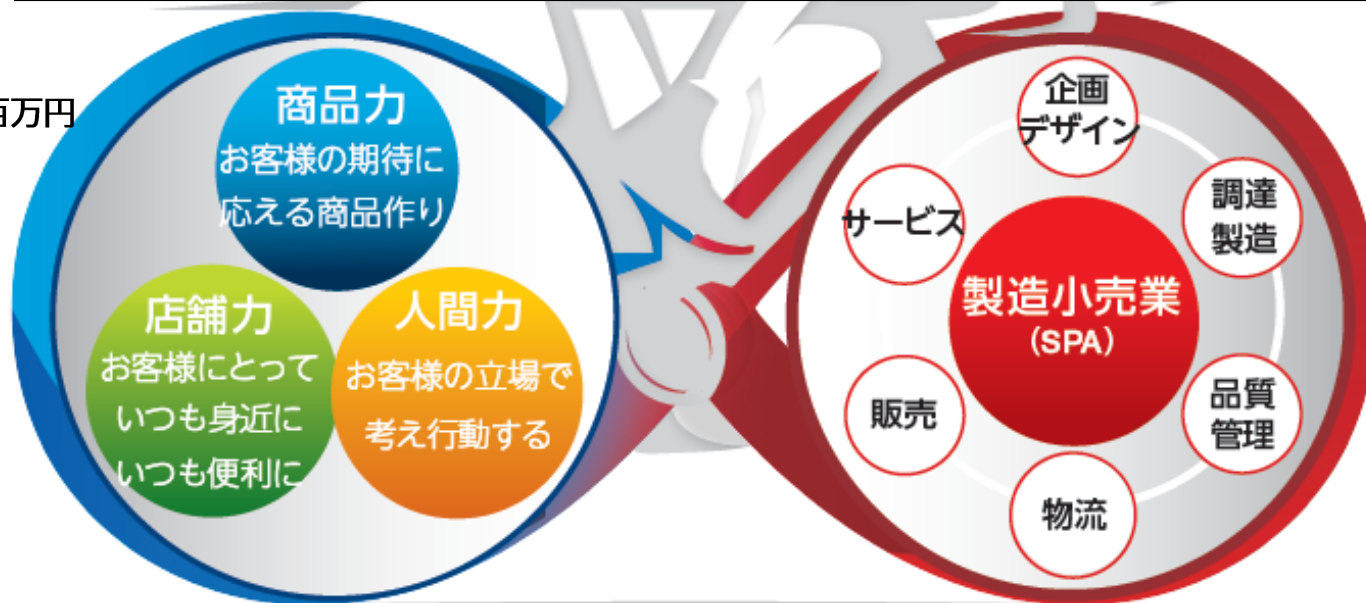 百万円
商品力
お客様の期待に
応える商品作り
店舗力
お客様にとって
いつも身近に
いつも便利に
人間力
お客様の立場で
考え行動する
企画
デザイン
調達
製造
品質
管理
物流
販売
サービス
製造小売業
(SPA)